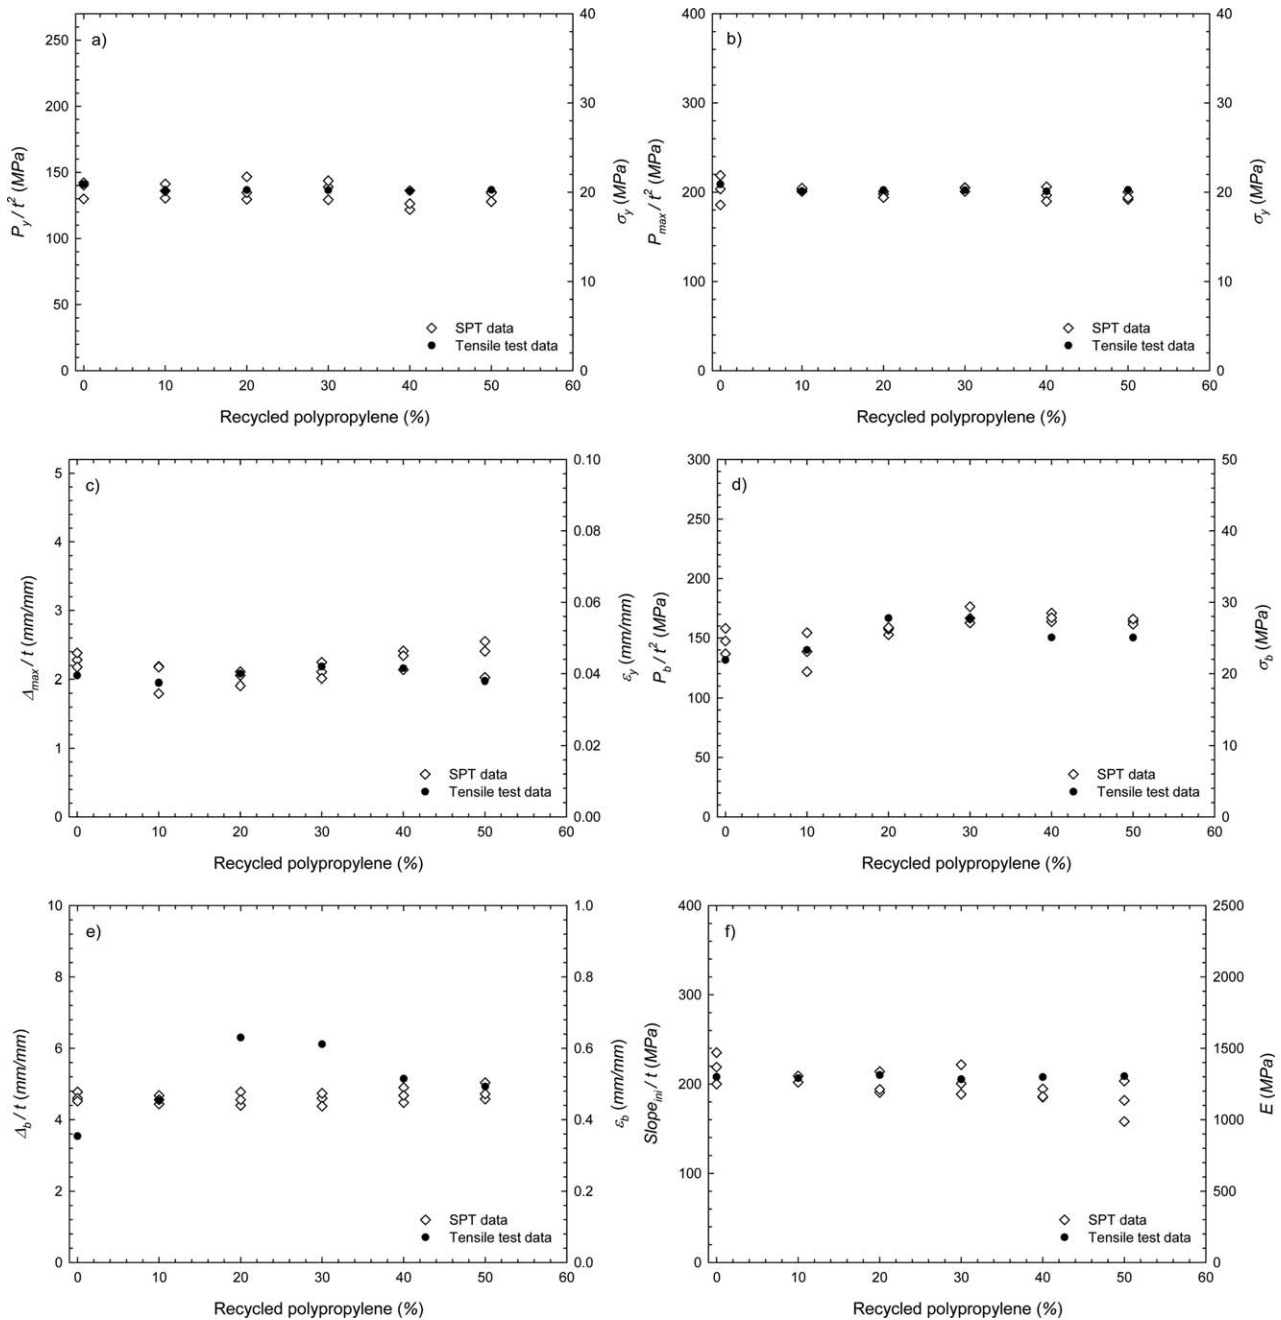 a)
250
200
150
100
50
0
P_y / t² (MPa)
40
30
20
10
0
σ_y (MPa)
SPT data
Tensile test data
0 10 20 30 40 50 60
Recycled polypropylene (%)
b)
400
300
200
100
0
P_max / t² (MPa)
40
30
20
10
0
σ_y (MPa)
SPT data
Tensile test data
0 10 20 30 40 50 60
Recycled polypropylene (%)
c)
5
4
3
2
1
0
Δ_max / t (mm/mm)
0.10
0.08
0.06
0.04
0.02
0.00
ε_y (mm/mm)
SPT data
Tensile test data
0 10 20 30 40 50 60
Recycled polypropylene (%)
d)
300
250
200
150
100
50
0
P_b / t² (MPa)
50
40
30
20
10
0
σ_b (MPa)
SPT data
Tensile test data
0 10 20 30 40 50 60
Recycled polypropylene (%)
e)
10
8
6
4
2
0
Δ_b / t (mm/mm)
1.0
0.8
0.6
0.4
0.2
0.0
ε_b (mm/mm)
SPT data
Tensile test data
0 10 20 30 40 50 60
Recycled polypropylene (%)
f)
400
300
200
100
0
Slope_ini / t (MPa)
2500
2000
1500
1000
500
0
E (MPa)
SPT data
Tensile test data
0 10 20 30 40 50 60
Recycled polypropylene (%)